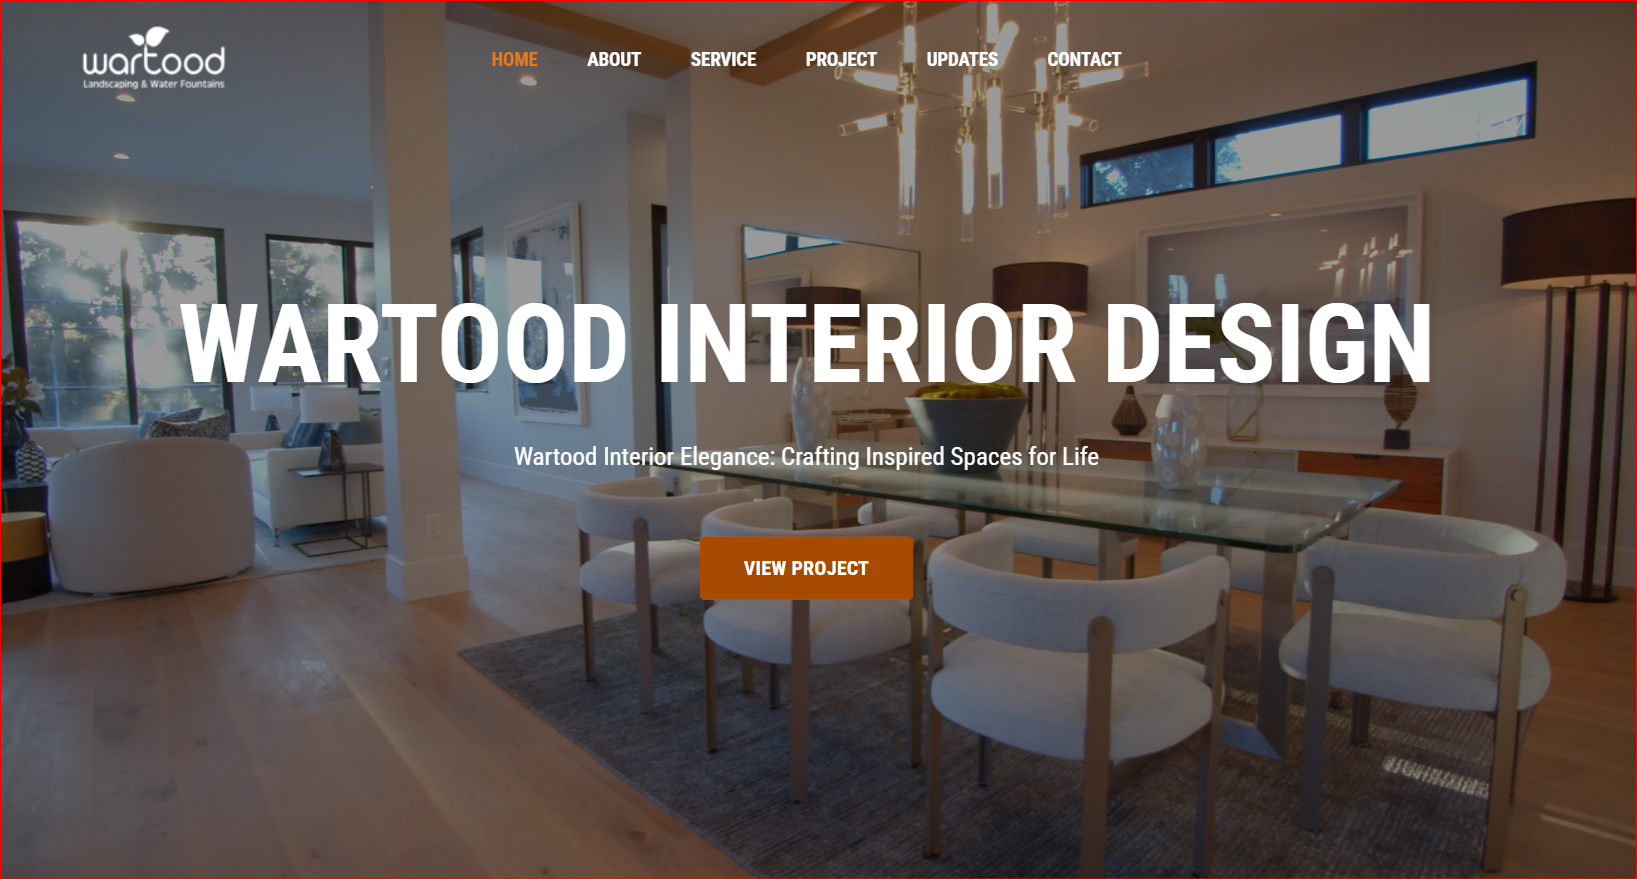 wartood
Landscaping & Water Fountains
HOME ABOUT SERVICE PROJECT UPDATES CONTACT
WARTOOD INTERIOR DESIGN
Wartood Interior Elegance: Crafting Inspired Spaces for Life
VIEW PROJECT